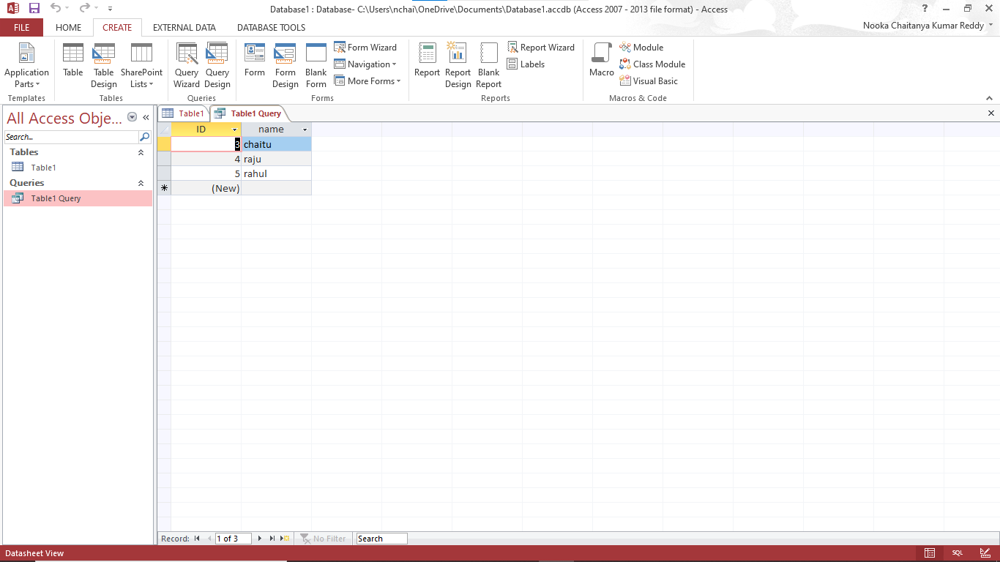 Database1 : Database- C:\Users\nchai\OneDrive\Documents\Database1.accdb (Access 2007 - 2013 file format) - Access
FILE HOME CREATE EXTERNAL DATA DATABASE TOOLS Nooka Chaitanya Kumar Reddy
Application Parts
Templates
Table
Table Design
SharePoint Lists
Tables
Query Wizard
Query Design
Queries
Form
Form Design
Blank Form
Form Wizard
Navigation
More Forms
Forms
Report
Report Design
Blank Report
Report Wizard
Labels
Reports
Macro
Module
Class Module
Visual Basic
Macros & Code
All Access Obje...
Search...
Tables
Table1
Queries
Table1 Query
Table1 Table1 Query
ID name
3 chaitu
4 raju
5 rahul
(New)
Record: 1 of 3 No Filter Search
Datasheet View SQL